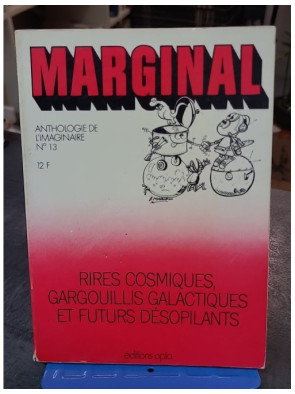 MARGINAL
ANTHOLOGIE DE
L'IMAGINAIRE
N° 13
12 F
RIRES COSMIQUES,
GARGOUILLIS GALACTIQUES
ET FUTURS DÉSOPILANTS
éditions opta